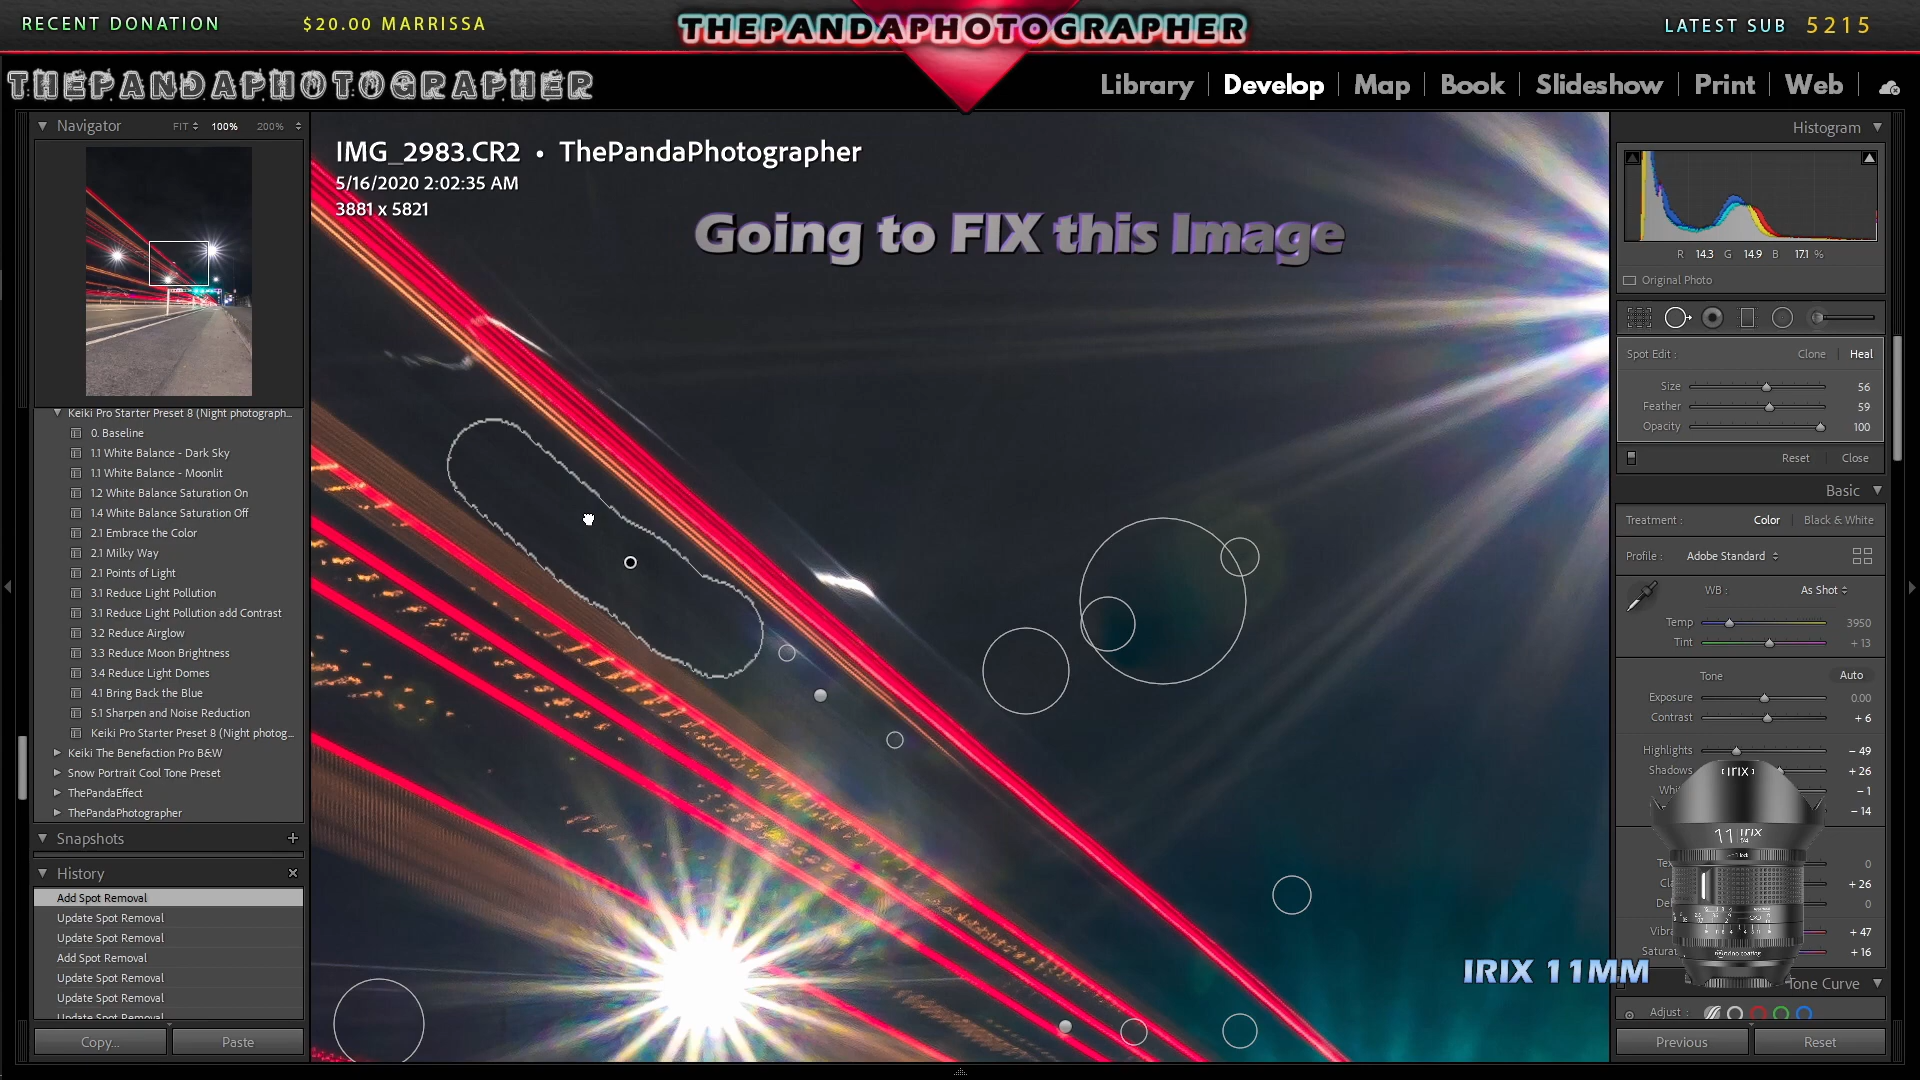 RECENT DONATION $20.00 MARRISSA
THEPANDAPHOTOGRAPHER
LATEST SUB 5215
THEPANDAPHOTOGRAPHER
Library Develop Map Book Slideshow Print Web
Navigator FIT 100% 200%
Keiki Pro Starter Preset 8 (Night photograph...
0. Baseline
1.1 White Balance - Dark Sky
1.1 White Balance - Moonlit
1.2 White Balance Saturation On
1.4 White Balance Saturation Off
2.1 Embrace the Color
2.1 Milky Way
2.1 Points of Light
3.1 Reduce Light Pollution
3.1 Reduce Light Pollution add Contrast
3.2 Reduce Airglow
3.3 Reduce Moon Brightness
3.4 Reduce Light Domes
4.1 Bring Back the Blue
5.1 Sharpen and Noise Reduction
Keiki Pro Starter Preset 8 (Night photog...
Keiki The Benefaction Pro B&W
Snow Portrait Cool Tone Preset
ThePandaEffect
ThePandaPhotographer
Snapshots
History
Add Spot Removal
Update Spot Removal
Update Spot Removal
Add Spot Removal
Update Spot Removal
Update Spot Removal
Update Spot Removal
Copy... Paste
IMG_2983.CR2 • ThePandaPhotographer
5/16/2020 2:02:35 AM
3881 x 5821
Going to FIX this Image
IRIX 11MM
Histogram
R 14.3 G 14.9 B 17.1 %
Original Photo
Spot Edit : Clone Heal
Size 56
Feather 59
Opacity 100
Reset Close
Basic
Treatment : Color Black & White
Profile : Adobe Standard
WB : As Shot
Temp 3950
Tint + 13
Tone Auto
Exposure 0.00
Contrast + 6
Highlights − 49
Shadows + 26
Whi − 1
− 14
Tex 0
Cla + 26
Deh 0
Vibra + 47
Saturat + 16
irix
11 irix
Tone Curve
Adjust :
Previous Reset